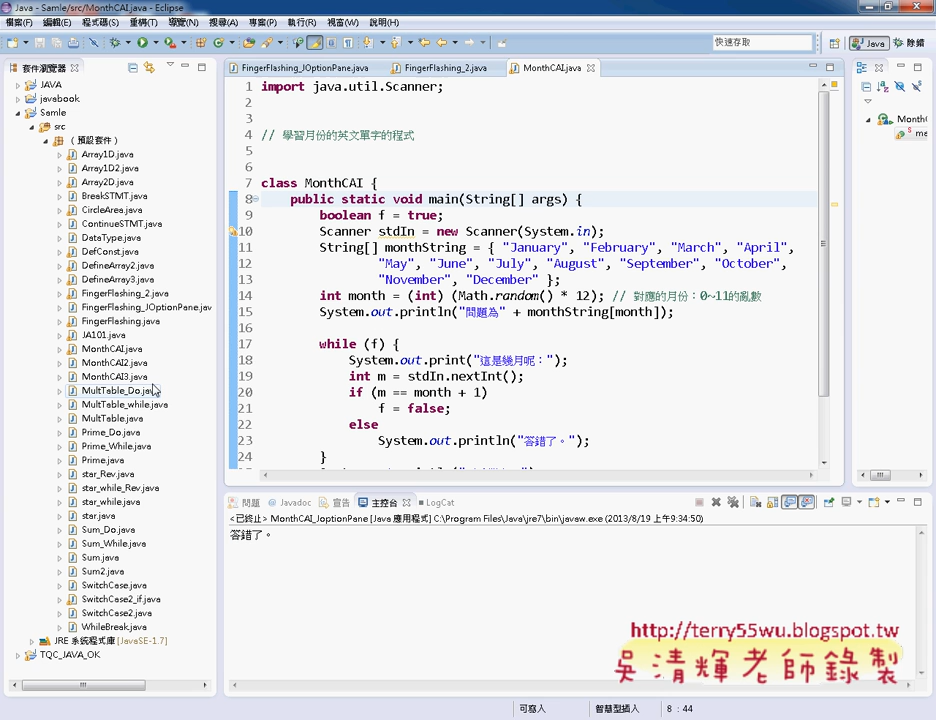 Java - Samle/src/MonthCAI.java - Eclipse
檔案(F) 編輯(E) 程式碼(S) 重構(T) 導覽(N) 搜尋(A) 專案(P) 執行(R) 視窗(W) 說明(H)
快速存取
Java
除錯
套件瀏覽器
JAVA
javabook
Samle
src
(預設套件)
Array1D.java
Array1D2.java
Array2D.java
BreakSTMT.java
CircleArea.java
ContinueSTMT.java
DataType.java
DefConst.java
DefineArray2.java
DefineArray3.java
FingerFlashing_2.java
FingerFlashing_JOptionPane.jav
FingerFlashing.java
JA101.java
MonthCAI.java
MonthCAI2.java
MonthCAI3.java
MultTable_Do.java
MultTable_while.java
MultTable.java
Prime_Do.java
Prime_While.java
Prime.java
star_Rev.java
star_while_Rev.java
star_while.java
star.java
Sum_Do.java
Sum_While.java
Sum.java
Sum2.java
SwitchCase.java
SwitchCase2_if.java
SwitchCase2.java
WhileBreak.java
JRE 系統程式庫 [JavaSE-1.7]
TQC_JAVA_OK
FingerFlashing_JOptionPane.java
FingerFlashing_2.java
MonthCAI.java
1 import java.util.Scanner;
2
3
4 // 學習月份的英文單字的程式
5
6
7 class MonthCAI {
8 public static void main(String[] args) {
9 boolean f = true;
10 Scanner stdIn = new Scanner(System.in);
11 String[] monthString = { "January", "February", "March", "April",
12 "May", "June", "July", "August", "September", "October",
13 "November", "December" };
14 int month = (int) (Math.random() * 12); // 對應的月份：0~11的亂數
15 System.out.println("問題為" + monthString[month]);
16
17 while (f) {
18 System.out.print("這是幾月呢：");
19 int m = stdIn.nextInt();
20 if (m == month + 1)
21 f = false;
22 else
23 System.out.println("答錯了。");
24 }
MonthC
ma
問題 Javadoc 宣告 主控台 LogCat
<已終止> MonthCAI_JoptionPane [Java 應用程式] C:\Program Files\Java\jre7\bin\javaw.exe (2013/8/19 上午9:34:50)
答錯了。
http://terry55wu.blogspot.tw
吳清輝老師錄製
可寫入
智慧型插入
8 : 44